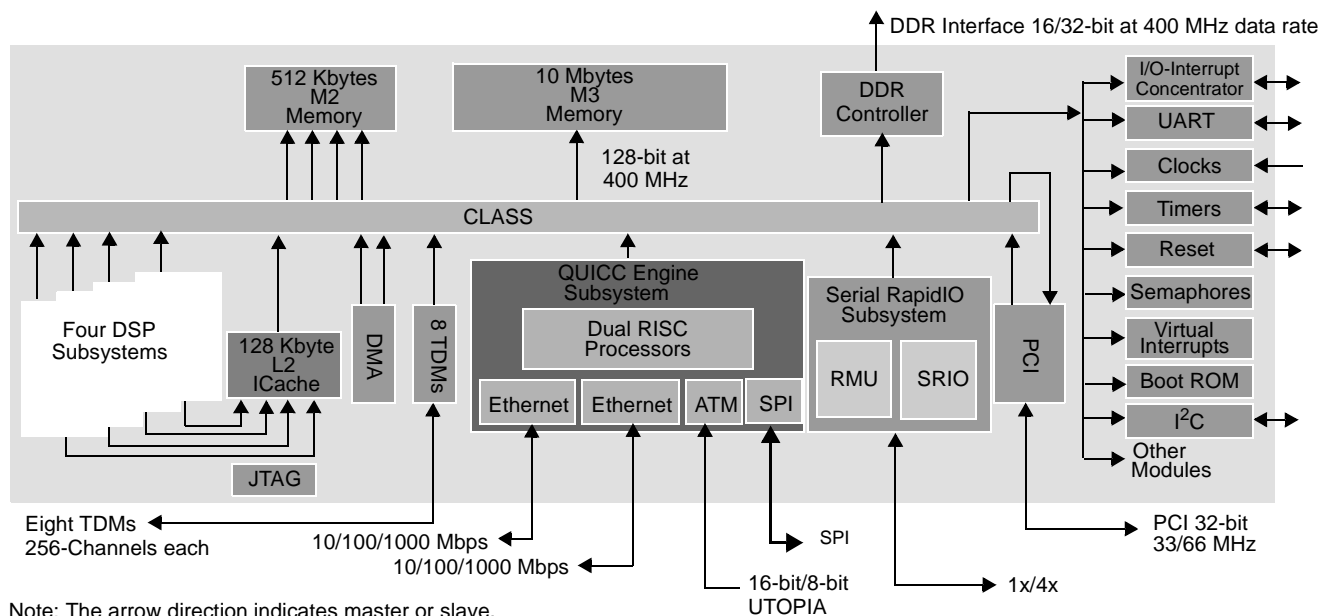 DDR Interface 16/32-bit at 400 MHz data rate
512 Kbytes
M2
Memory
10 Mbytes
M3
Memory
DDR
Controller
I/O-Interrupt
Concentrator
UART
128-bit at
400 MHz
Clocks
CLASS
Timers
Reset
QUICC Engine
Subsystem
Serial RapidIO
Subsystem
Semaphores
Four DSP
Subsystems
128 Kbyte
L2
ICache
DMA
8 TDMs
Dual RISC
Processors
RMU
SRIO
PCI
Virtual
Interrupts
Boot ROM
Ethernet
Ethernet
ATM
SPI
I²C
Other
Modules
JTAG
Eight TDMs
256-Channels each
10/100/1000 Mbps
10/100/1000 Mbps
SPI
PCI 32-bit
33/66 MHz
16-bit/8-bit
UTOPIA
1x/4x
Note: The arrow direction indicates master or slave.